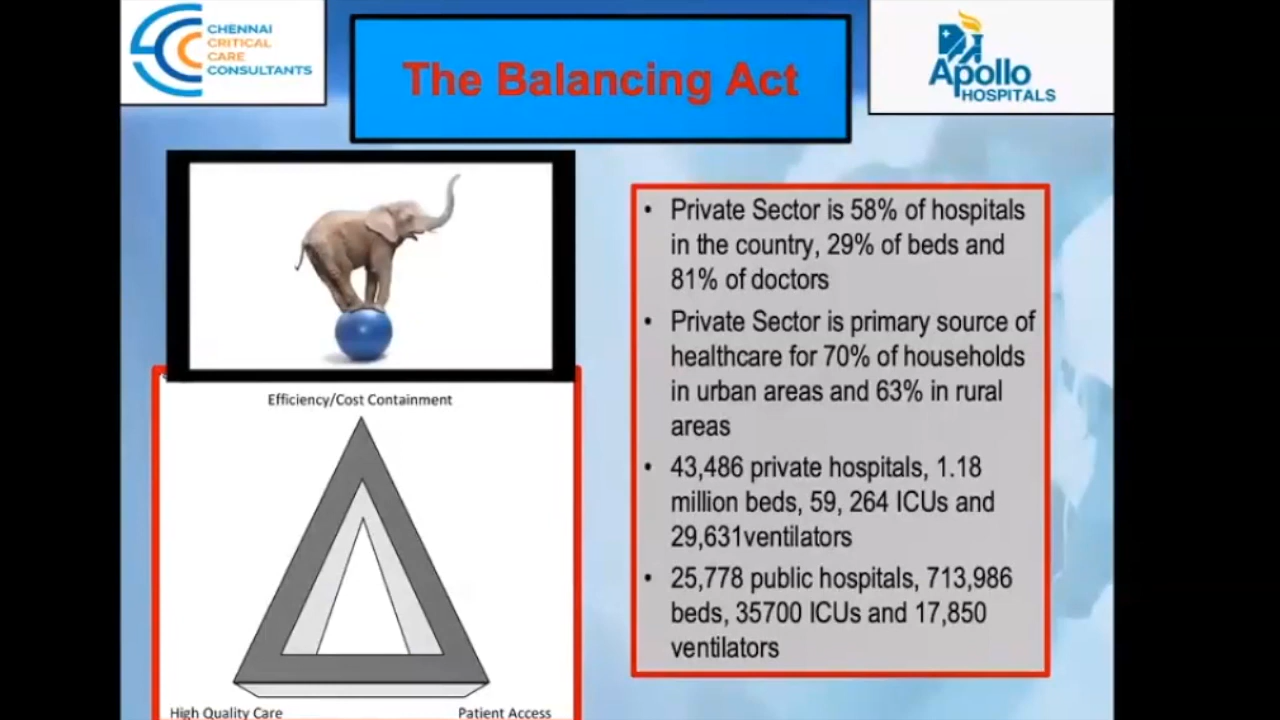 CHENNAI
CRITICAL
CARE
CONSULTANTS
The Balancing Act
Apollo
HOSPITALS
Efficiency/Cost Containment
High Quality Care
Patient Access
• Private Sector is 58% of hospitals
in the country, 29% of beds and
81% of doctors
• Private Sector is primary source of
healthcare for 70% of households
in urban areas and 63% in rural
areas
• 43,486 private hospitals, 1.18
million beds, 59, 264 ICUs and
29,631ventilators
• 25,778 public hospitals, 713,986
beds, 35700 ICUs and 17,850
ventilators